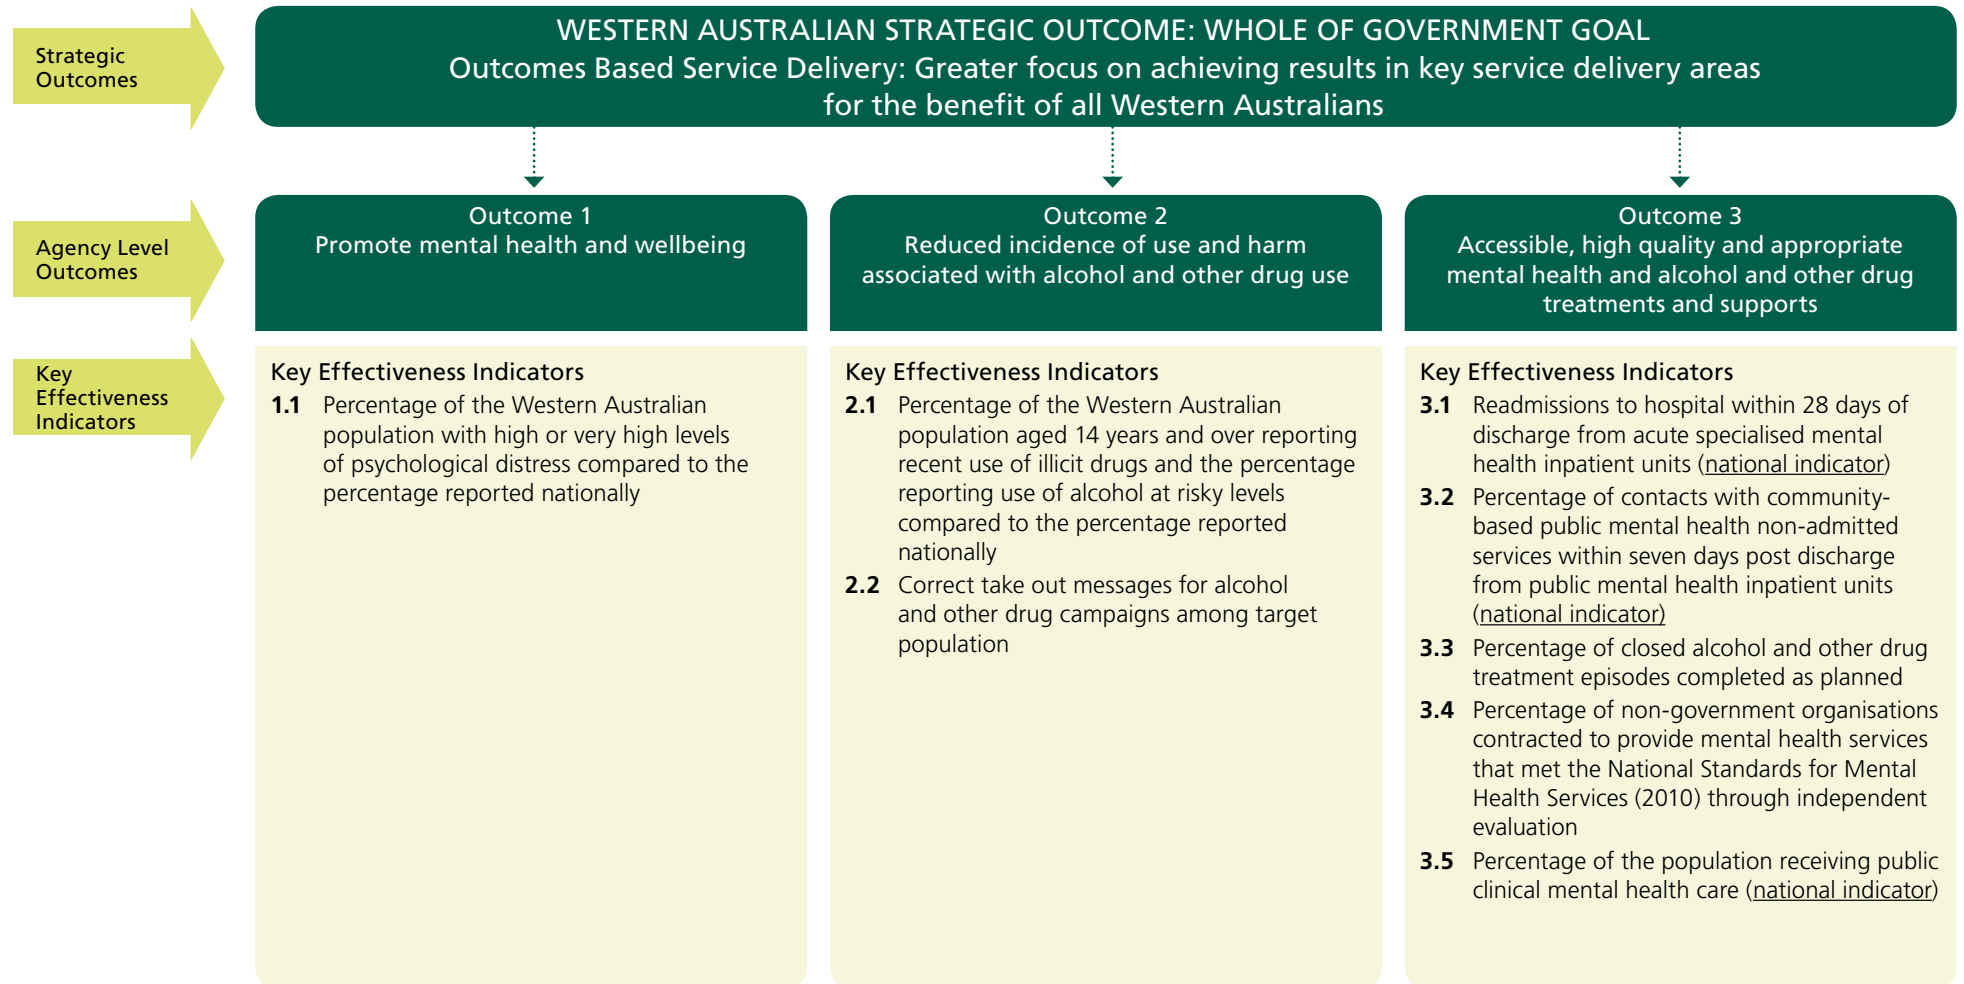 Strategic
Outcomes
WESTERN AUSTRALIAN STRATEGIC OUTCOME: WHOLE OF GOVERNMENT GOAL
Outcomes Based Service Delivery: Greater focus on achieving results in key service delivery areas
for the benefit of all Western Australians
Agency Level
Outcomes
Outcome 1
Promote mental health and wellbeing
Outcome 2
Reduced incidence of use and harm
associated with alcohol and other drug use
Outcome 3
Accessible, high quality and appropriate
mental health and alcohol and other drug
treatments and supports
Key
Effectiveness
Indicators
Key Effectiveness Indicators
1.1 Percentage of the Western Australian
population with high or very high levels
of psychological distress compared to the
percentage reported nationally
Key Effectiveness Indicators
2.1 Percentage of the Western Australian
population aged 14 years and over reporting
recent use of illicit drugs and the percentage
reporting use of alcohol at risky levels
compared to the percentage reported
nationally
2.2 Correct take out messages for alcohol
and other drug campaigns among target
population
Key Effectiveness Indicators
3.1 Readmissions to hospital within 28 days of
discharge from acute specialised mental
health inpatient units (national indicator)
3.2 Percentage of contacts with community-
based public mental health non-admitted
services within seven days post discharge
from public mental health inpatient units
(national indicator)
3.3 Percentage of closed alcohol and other drug
treatment episodes completed as planned
3.4 Percentage of non-government organisations
contracted to provide mental health services
that met the National Standards for Mental
Health Services (2010) through independent
evaluation
3.5 Percentage of the population receiving public
clinical mental health care (national indicator)